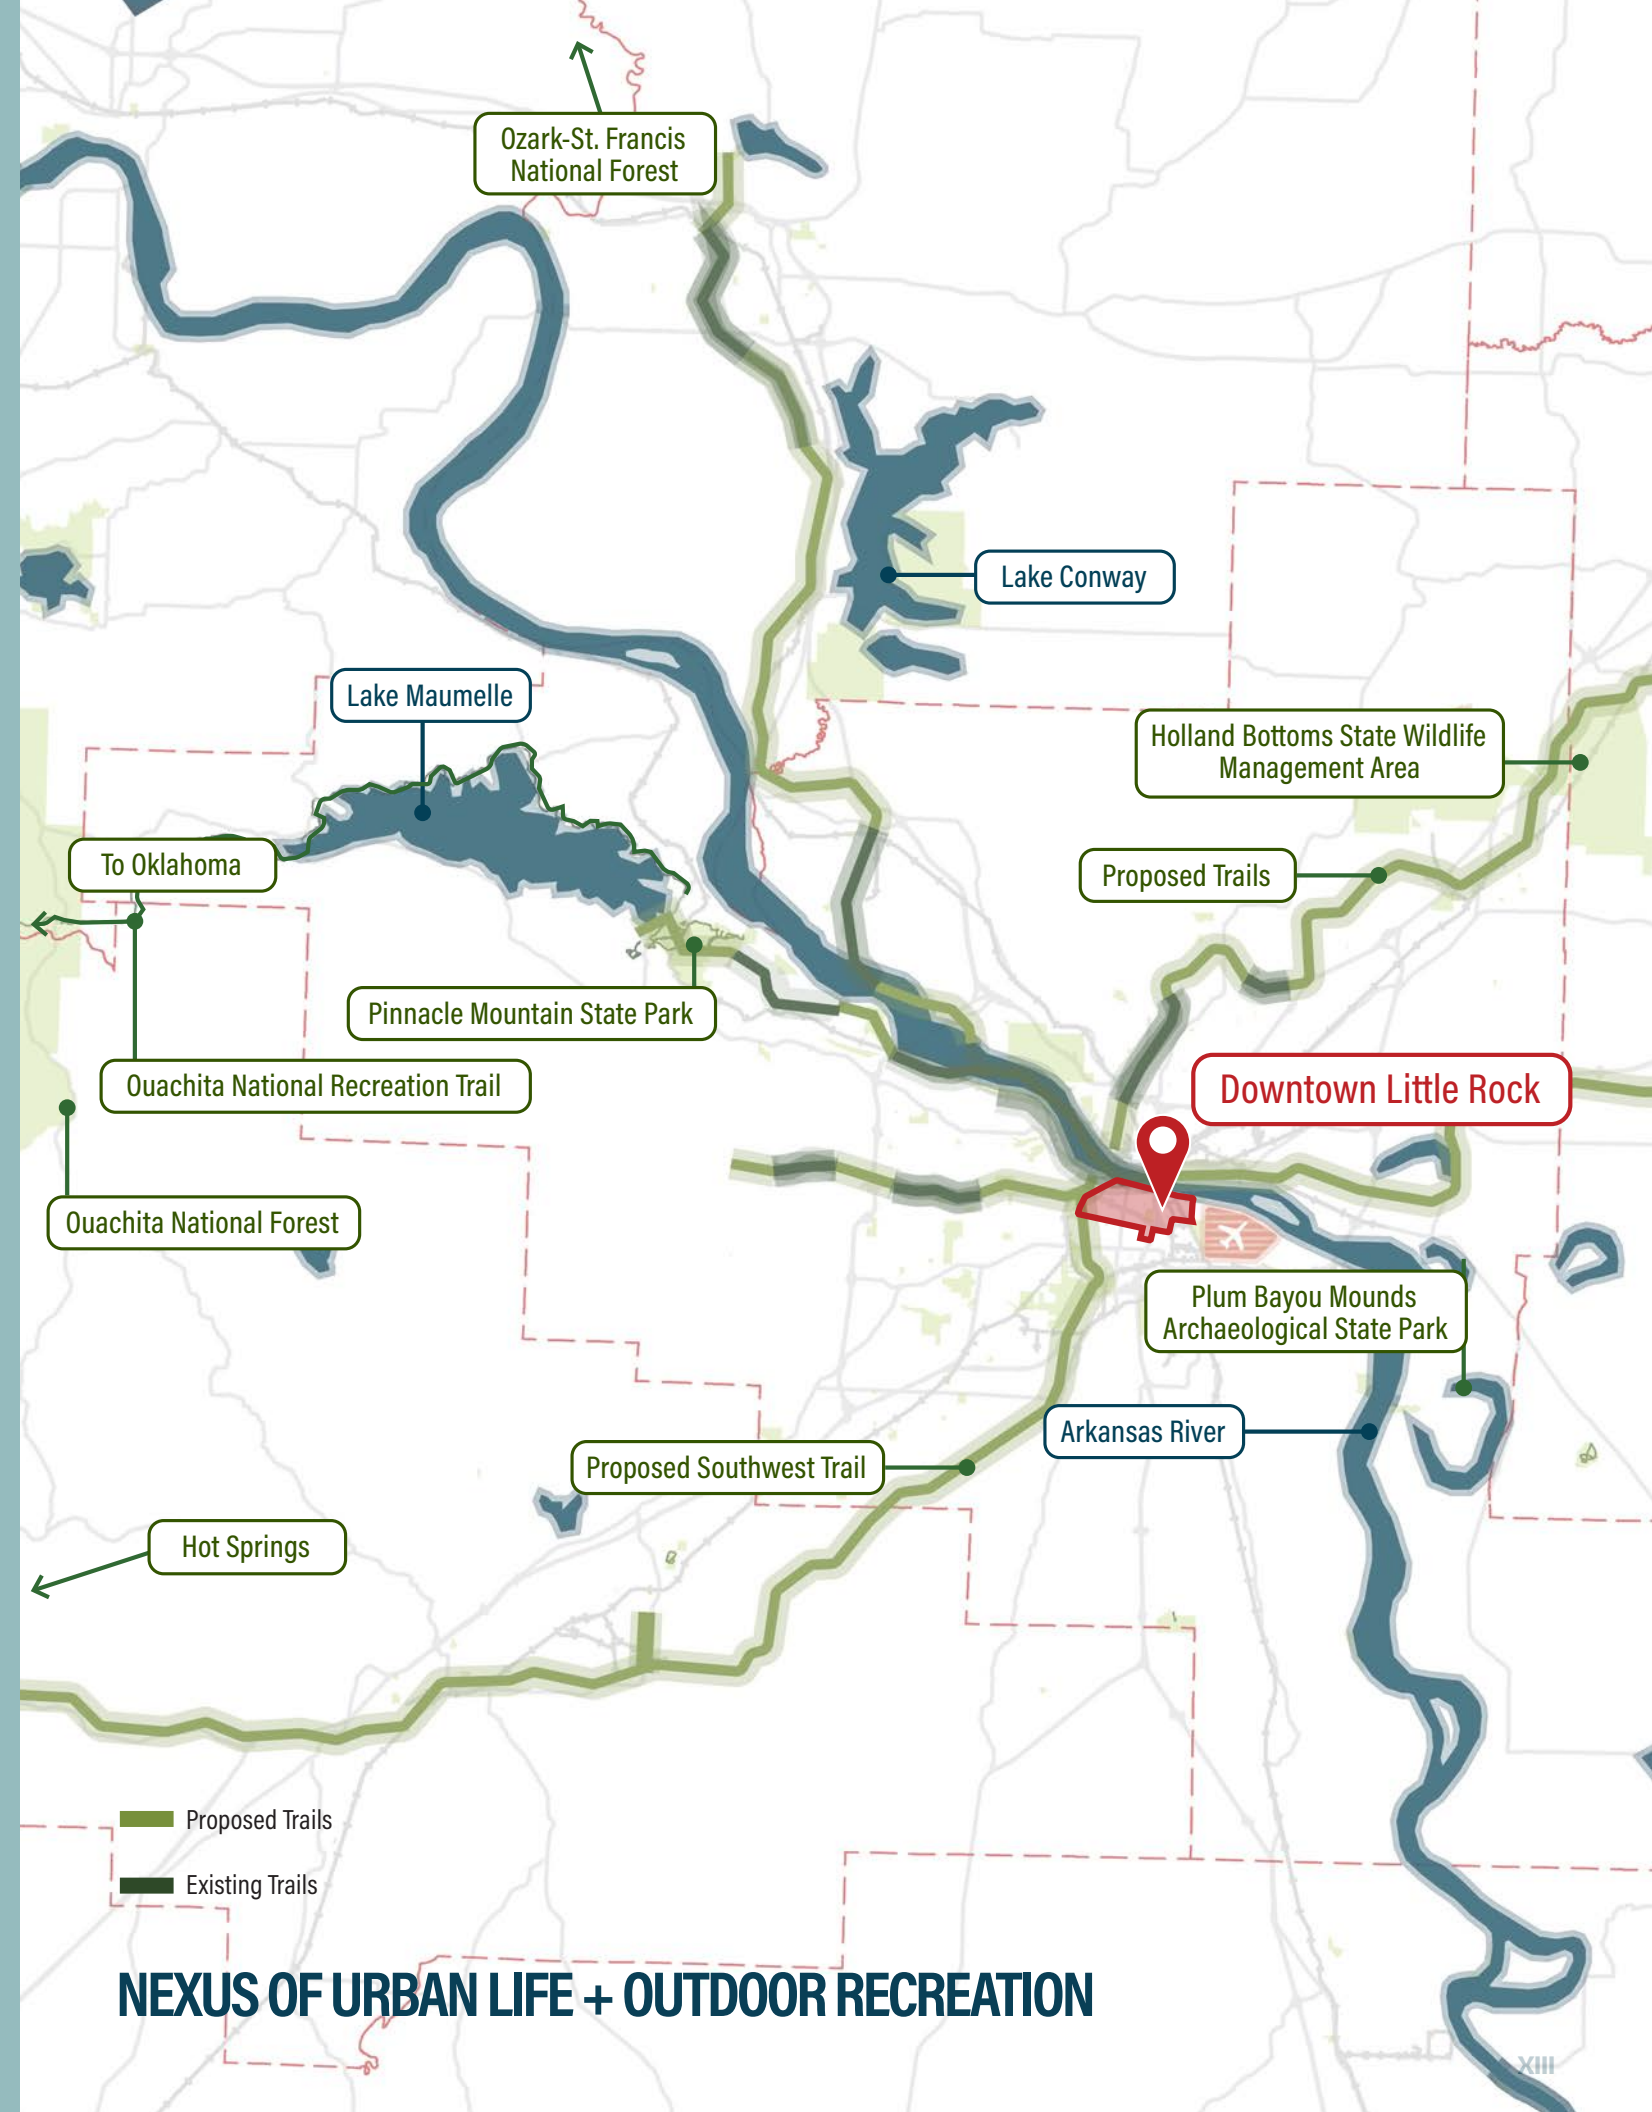 Ozark-St. Francis
National Forest
Lake Conway
Lake Maumelle
Holland Bottoms State Wildlife
Management Area
To Oklahoma
Proposed Trails
Pinnacle Mountain State Park
Ouachita National Recreation Trail
Downtown Little Rock
Ouachita National Forest
Plum Bayou Mounds
Archaeological State Park
Arkansas River
Proposed Southwest Trail
Hot Springs
Proposed Trails
Existing Trails
NEXUS OF URBAN LIFE + OUTDOOR RECREATION
XIII